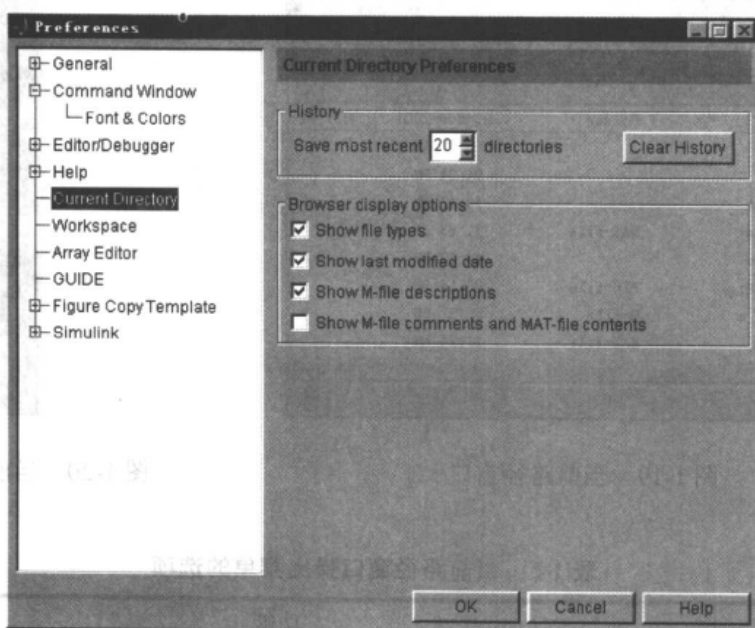 Preferences
General
Command Window
Font & Colors
Editor/Debugger
Help
Current Directory
Workspace
Array Editor
GUIDE
Figure Copy Template
Simulink
Current Directory Preferences
History
Save most recent 20 directories
Clear History
Browser display options
Show file types
Show last modified date
Show M-file descriptions
Show M-file comments and MAT-file contents
OK
Cancel
Help